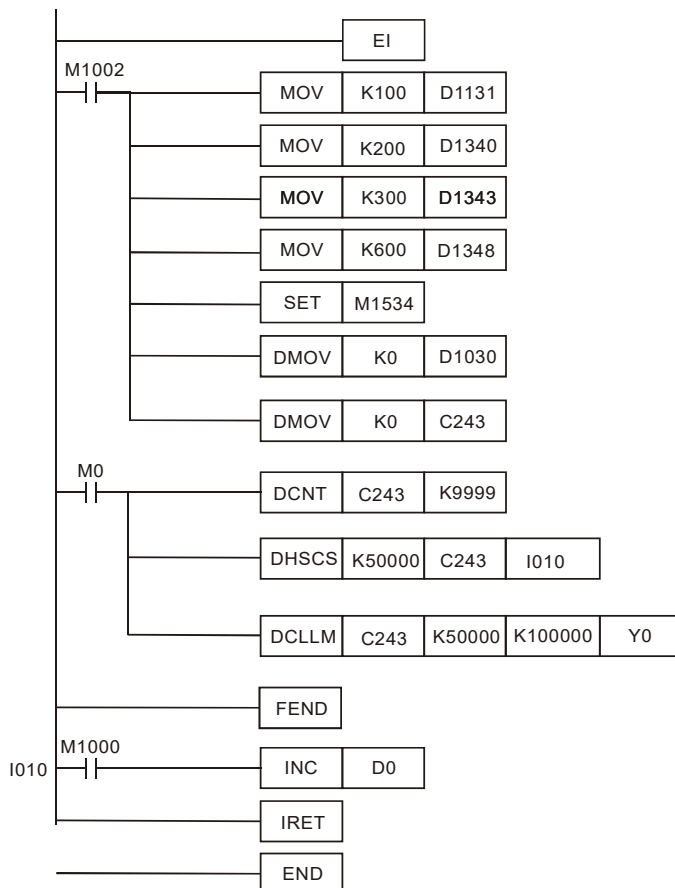 EI
M1002
MOV K100 D1131
MOV K200 D1340
MOV K300 D1343
MOV K600 D1348
SET M1534
DMOV K0 D1030
DMOV K0 C243
M0
DCNT C243 K9999
DHSCS K50000 C243 I010
DCLLM C243 K50000 K100000 Y0
FEND
M1000
I010 INC D0
IRET
END